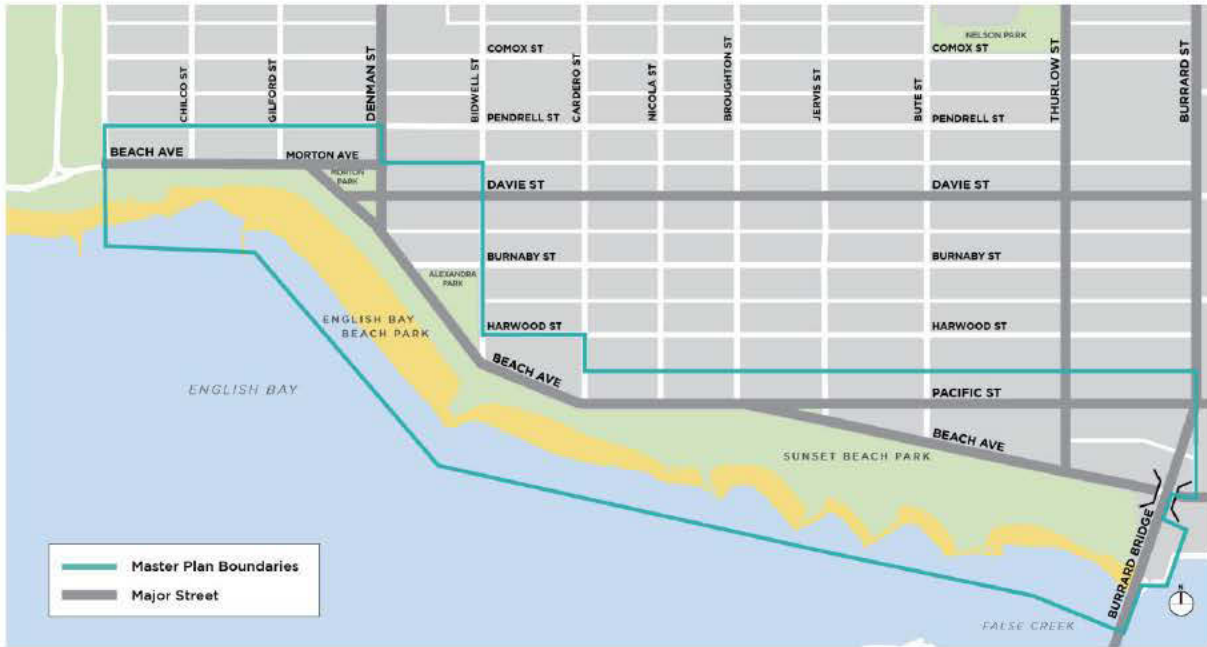 NELSON PARK
COMOX ST
COMOX ST
CHILCO ST
GILFORD ST
DENMAN ST
BIDWELL ST
CARDERO ST
NICOLA ST
BROUGHTON ST
JERVIS ST
BUTE ST
THURLOW ST
BURRARD ST
PENDRELL ST
PENDRELL ST
BEACH AVE
MORTON AVE
MORTON
PARK
DAVIE ST
DAVIE ST
BURNABY ST
BURNABY ST
ALEXANDRA
PARK
ENGLISH BAY
BEACH PARK
HARWOOD ST
HARWOOD ST
BEACH AVE
ENGLISH BAY
PACIFIC ST
BEACH AVE
SUNSET BEACH PARK
BURRARD BRIDGE
Master Plan Boundaries
Major Street
N
FALSE CREEK